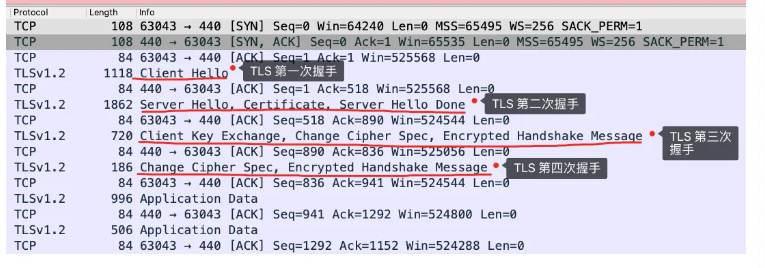 Protocol Length Info
TCP 108 63043 → 440 [SYN] Seq=0 Win=64240 Len=0 MSS=65495 WS=256 SACK_PERM=1
TCP 108 440 → 63043 [SYN, ACK] Seq=0 Ack=1 Win=65535 Len=0 MSS=65495 WS=256 SACK_PERM=1
TCP 84 63043 → 440 [ACK] Seq=1 Ack=1 Win=525568 Len=0
TLSv1.2 1118 Client Hello TLS 第一次握手
TCP 84 440 → 63043 [ACK] Seq=1 Ack=518 Win=525568 Len=0
TLSv1.2 1862 Server Hello, Certificate, Server Hello Done TLS 第二次握手
TCP 84 63043 → 440 [ACK] Seq=518 Ack=890 Win=524544 Len=0
TLSv1.2 720 Client Key Exchange, Change Cipher Spec, Encrypted Handshake Message TLS 第三次握手
TCP 84 440 → 63043 [ACK] Seq=890 Ack=836 Win=525056 Len=0
TLSv1.2 186 Change Cipher Spec, Encrypted Handshake Message TLS 第四次握手
TCP 84 63043 → 440 [ACK] Seq=836 Ack=941 Win=524544 Len=0
TLSv1.2 996 Application Data
TCP 84 440 → 63043 [ACK] Seq=941 Ack=1292 Win=524800 Len=0
TLSv1.2 506 Application Data
TCP 84 63043 → 440 [ACK] Seq=1292 Ack=1152 Win=524288 Len=0